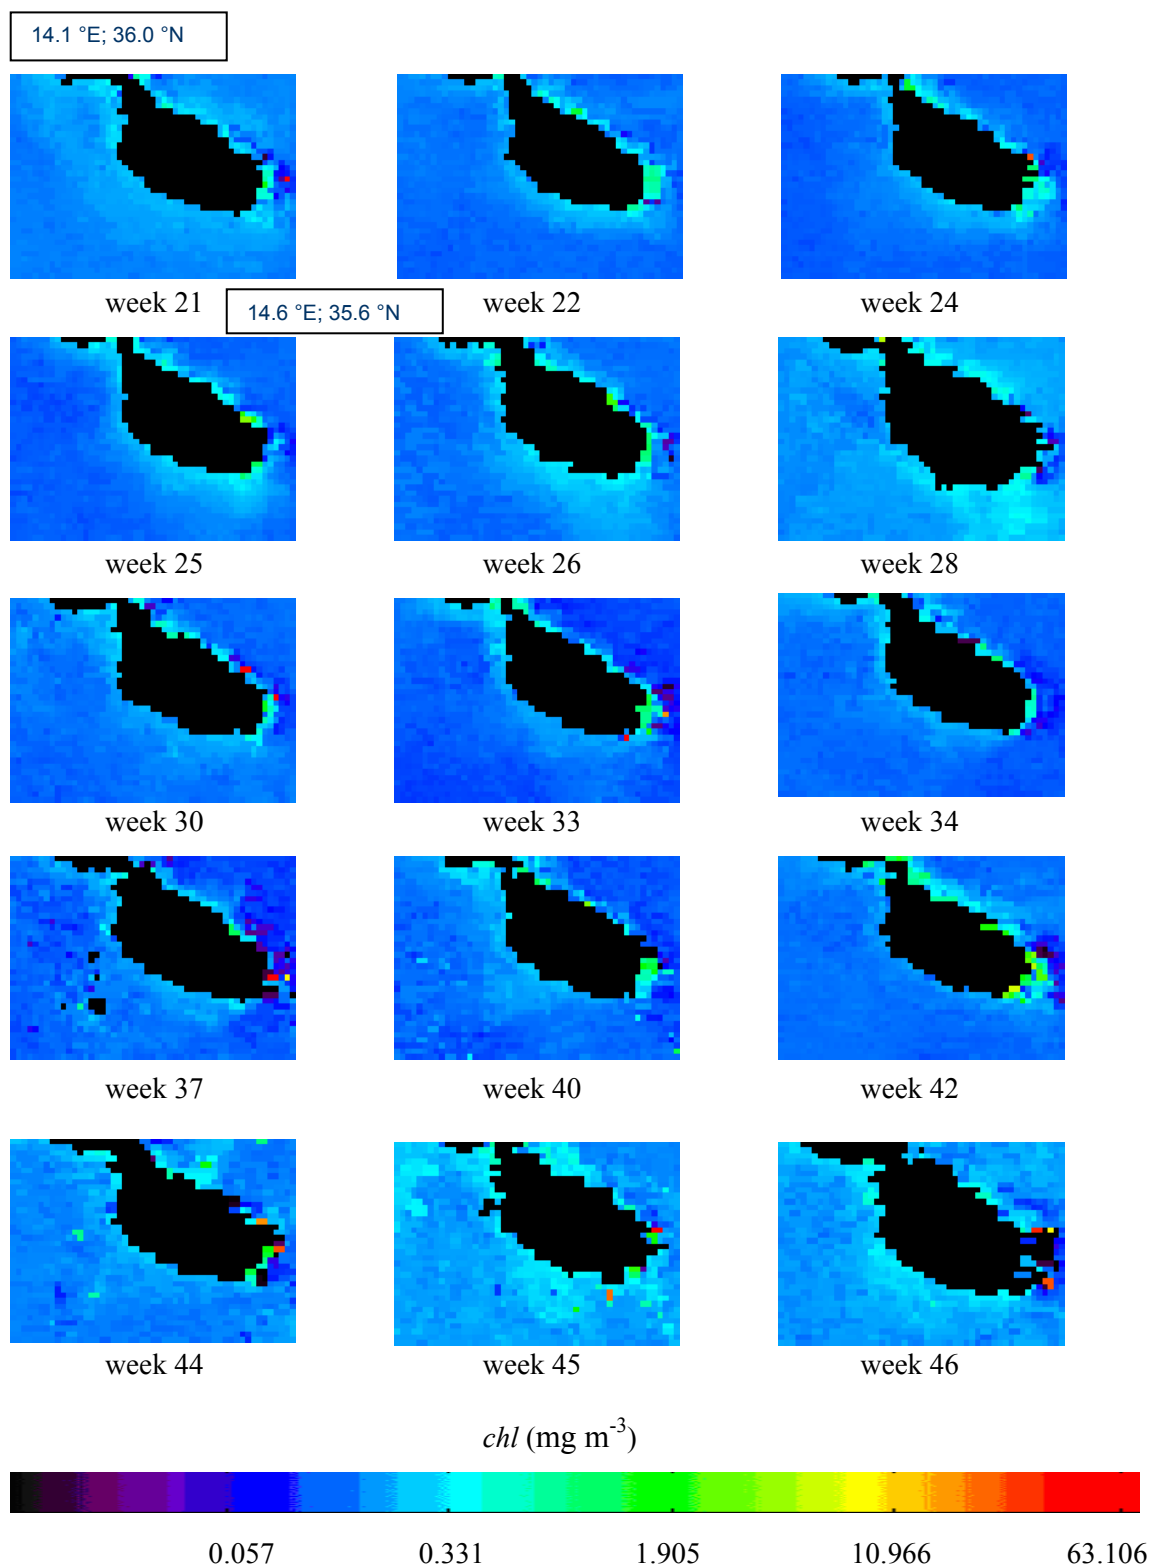 14.1 °E; 36.0 °N
week 21
week 22
week 24
14.6 °E; 35.6 °N
week 25
week 26
week 28
week 30
week 33
week 34
week 37
week 40
week 42
week 44
week 45
week 46
chl (mg m-3)
0.057 0.331 1.905 10.966 63.106